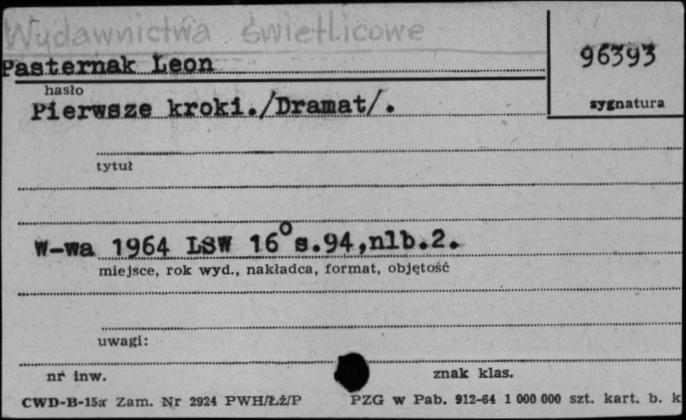 Wydawnictwa świetlicowe
96393
Pasternak Leon
hasło
sygnatura
Pierwsze kroki./Dramat/.
tytuł
W-wa 1964 LSW 16° s.94,nlb.2.
miejsce, rok wyd., nakładca, format, objętość
uwagi:
nr inw.
znak klas.
CWD-B-15a Zam. Nr 2924 PWH/Łź/P
PZG w Pab. 912-64 1 000 000 szt. kart. b. k